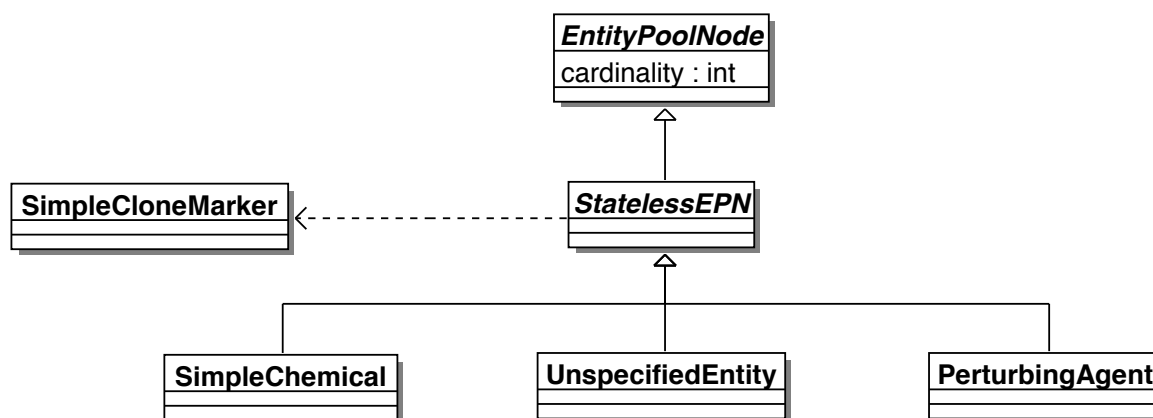 EntityPoolNode
cardinality : int
SimpleCloneMarker
StatelessEPN
SimpleChemical
UnspecifiedEntity
PerturbingAgent